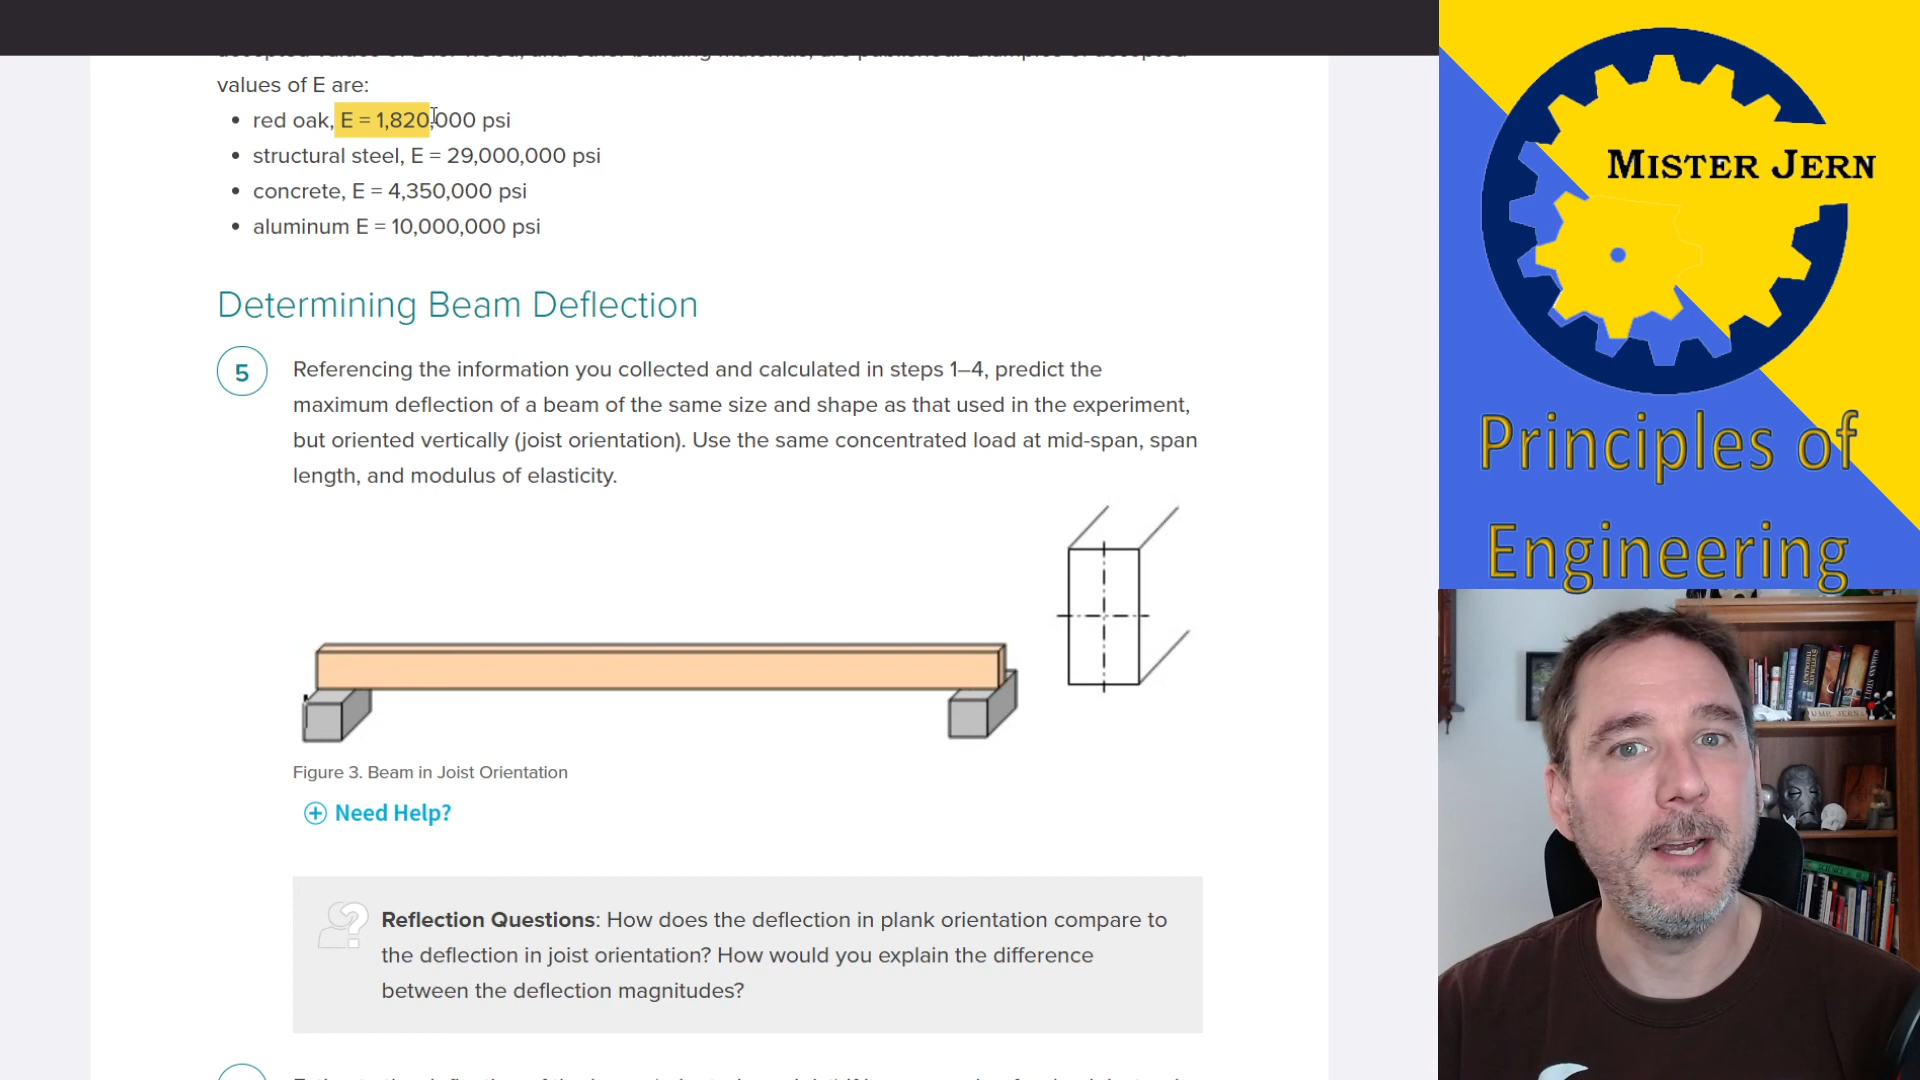 values of E are:
• red oak, E = 1,820,000 psi
• structural steel, E = 29,000,000 psi
• concrete, E = 4,350,000 psi
• aluminum E = 10,000,000 psi
Determining Beam Deflection
5
Referencing the information you collected and calculated in steps 1–4, predict the
maximum deflection of a beam of the same size and shape as that used in the experiment,
but oriented vertically (joist orientation). Use the same concentrated load at mid-span, span
length, and modulus of elasticity.
Figure 3. Beam in Joist Orientation
Need Help?
Reflection Questions: How does the deflection in plank orientation compare to
the deflection in joist orientation? How would you explain the difference
between the deflection magnitudes?
MISTER JERN
Principles of
Engineering